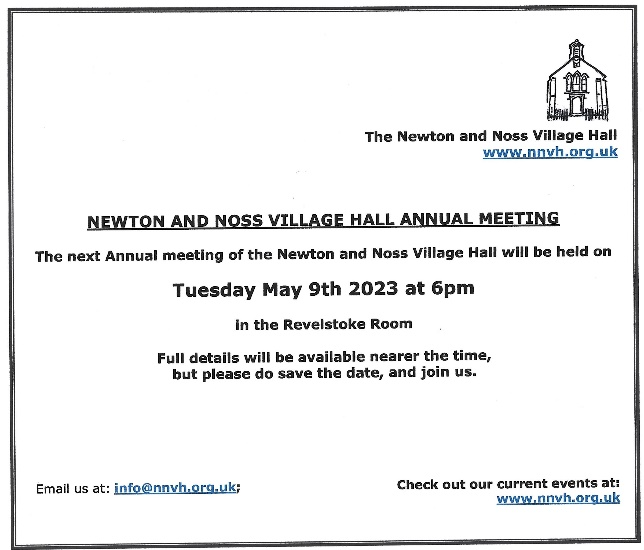 The Newton and Noss Village Hall
www.nnvh.org.uk
NEWTON AND NOSS VILLAGE HALL ANNUAL MEETING
The next Annual meeting of the Newton and Noss Village Hall will be held on
Tuesday May 9th 2023 at 6pm
in the Revelstoke Room
Full details will be available nearer the time,
but please do save the date, and join us.
Email us at: info@nnvh.org.uk;
Check out our current events at:
www.nnvh.org.uk